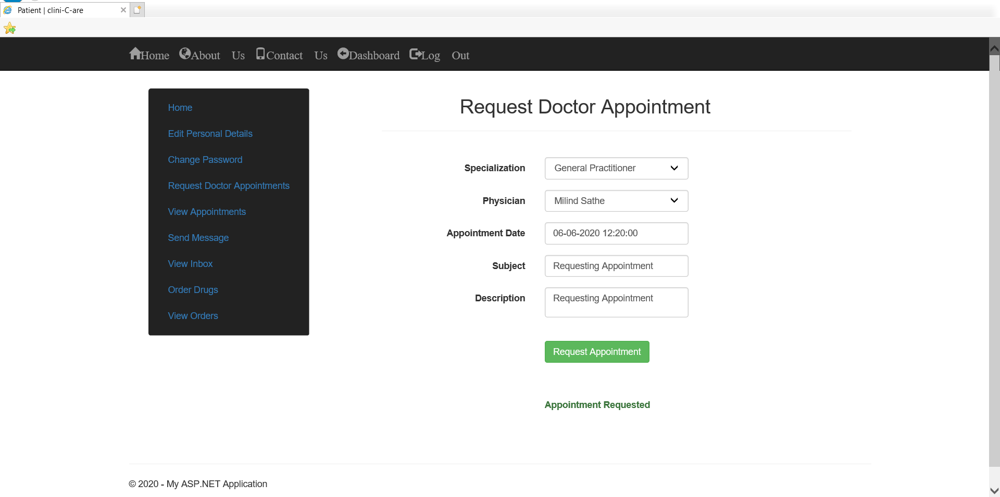 Patient | clini-C-are
Home About Us Contact Us Dashboard Log Out
Home
Edit Personal Details
Change Password
Request Doctor Appointments
View Appointments
Send Message
View Inbox
Order Drugs
View Orders
Request Doctor Appointment
Specialization General Practitioner
Physician Milind Sathe
Appointment Date 06-06-2020 12:20:00
Subject Requesting Appointment
Description Requesting Appointment
Request Appointment
Appointment Requested
© 2020 - My ASP.NET Application